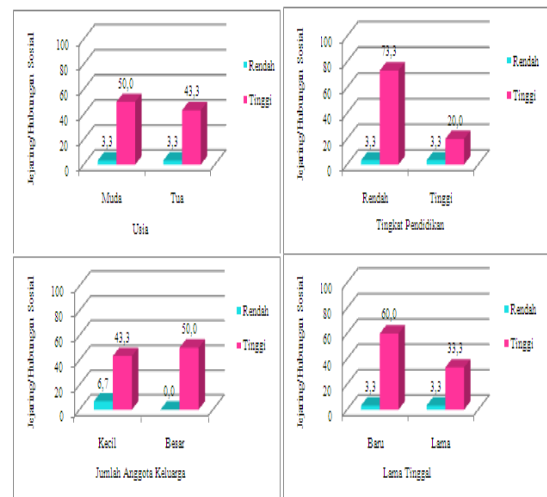 Jejaring/Hubungan Sosial
100
80
60
40
20
0
3,3
50,0
3,3
43,3
Muda
Tua
Usia
Rendah
Tinggi
Jejaring/Hubungan Sosial
100
80
60
40
20
0
3,3
73,3
3,3
20,0
Rendah
Tinggi
Tingkat Pendidikan
Rendah
Tinggi
Jejaring/Hubungan Sosial
100
80
60
40
20
0
6,7
43,3
0,0
50,0
Kecil
Besar
Jumlah Anggota Keluarga
Rendah
Tinggi
Jejaring/Hubungan Sosial
100
80
60
40
20
0
3,3
60,0
3,3
33,3
Baru
Lama
Lama Tinggal
Rendah
Tinggi